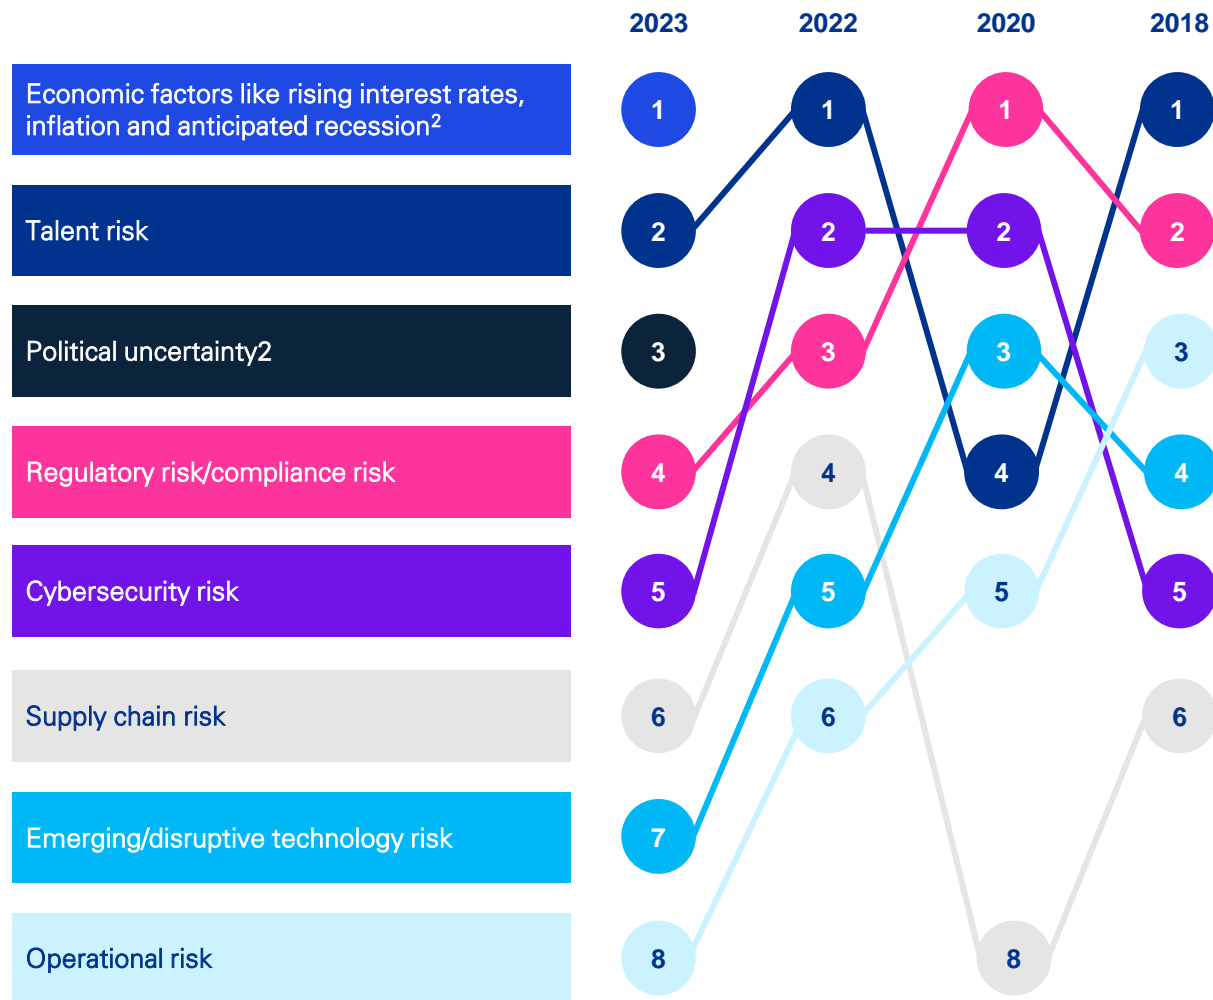 2023 2022 2020 2018
Economic factors like rising interest rates, 1 1 1 1
inflation and anticipated recession²
Talent risk 2 2 2 2
Political uncertainty2 3 3 3 3
Regulatory risk/compliance risk 4 4 4 4
Cybersecurity risk 5 5 5 5
Supply chain risk 6 6 6
Emerging/disruptive technology risk 7
Operational risk 8 8